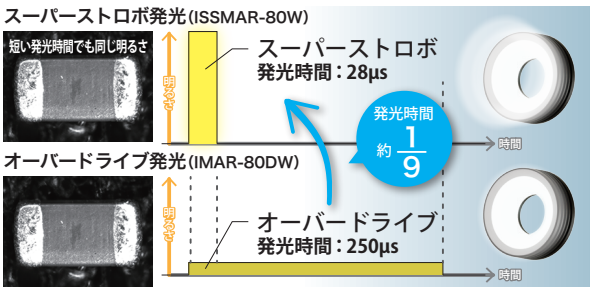 スーパーストロボ発光(ISSMAR-80W)
短い発光時間でも同じ明るさ
明るさ
スーパーストロボ
発光時間：28μs
発光時間
約 1/9
時間
オーバードライブ発光(IMAR-80DW)
明るさ
オーバードライブ
発光時間：250μs
時間